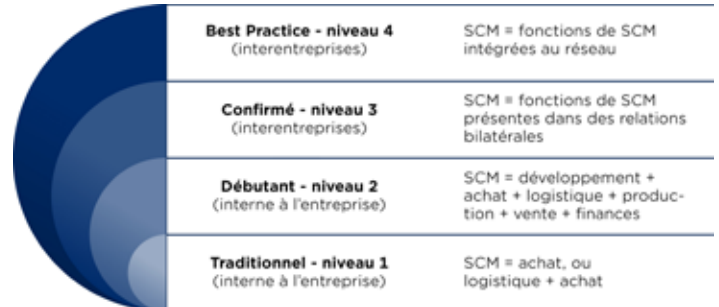 Best Practice - niveau 4
(interentreprises)
SCM = fonctions de SCM
intégrées au réseau
Confirmé - niveau 3
(interentreprises)
SCM = fonctions de SCM
présentes dans des relations
bilatérales
Débutant - niveau 2
(interne à l'entreprise)
SCM = développement +
achat + logistique + produc-
tion + vente + finances
Traditionnel - niveau 1
(interne à l'entreprise)
SCM = achat, ou
logistique + achat